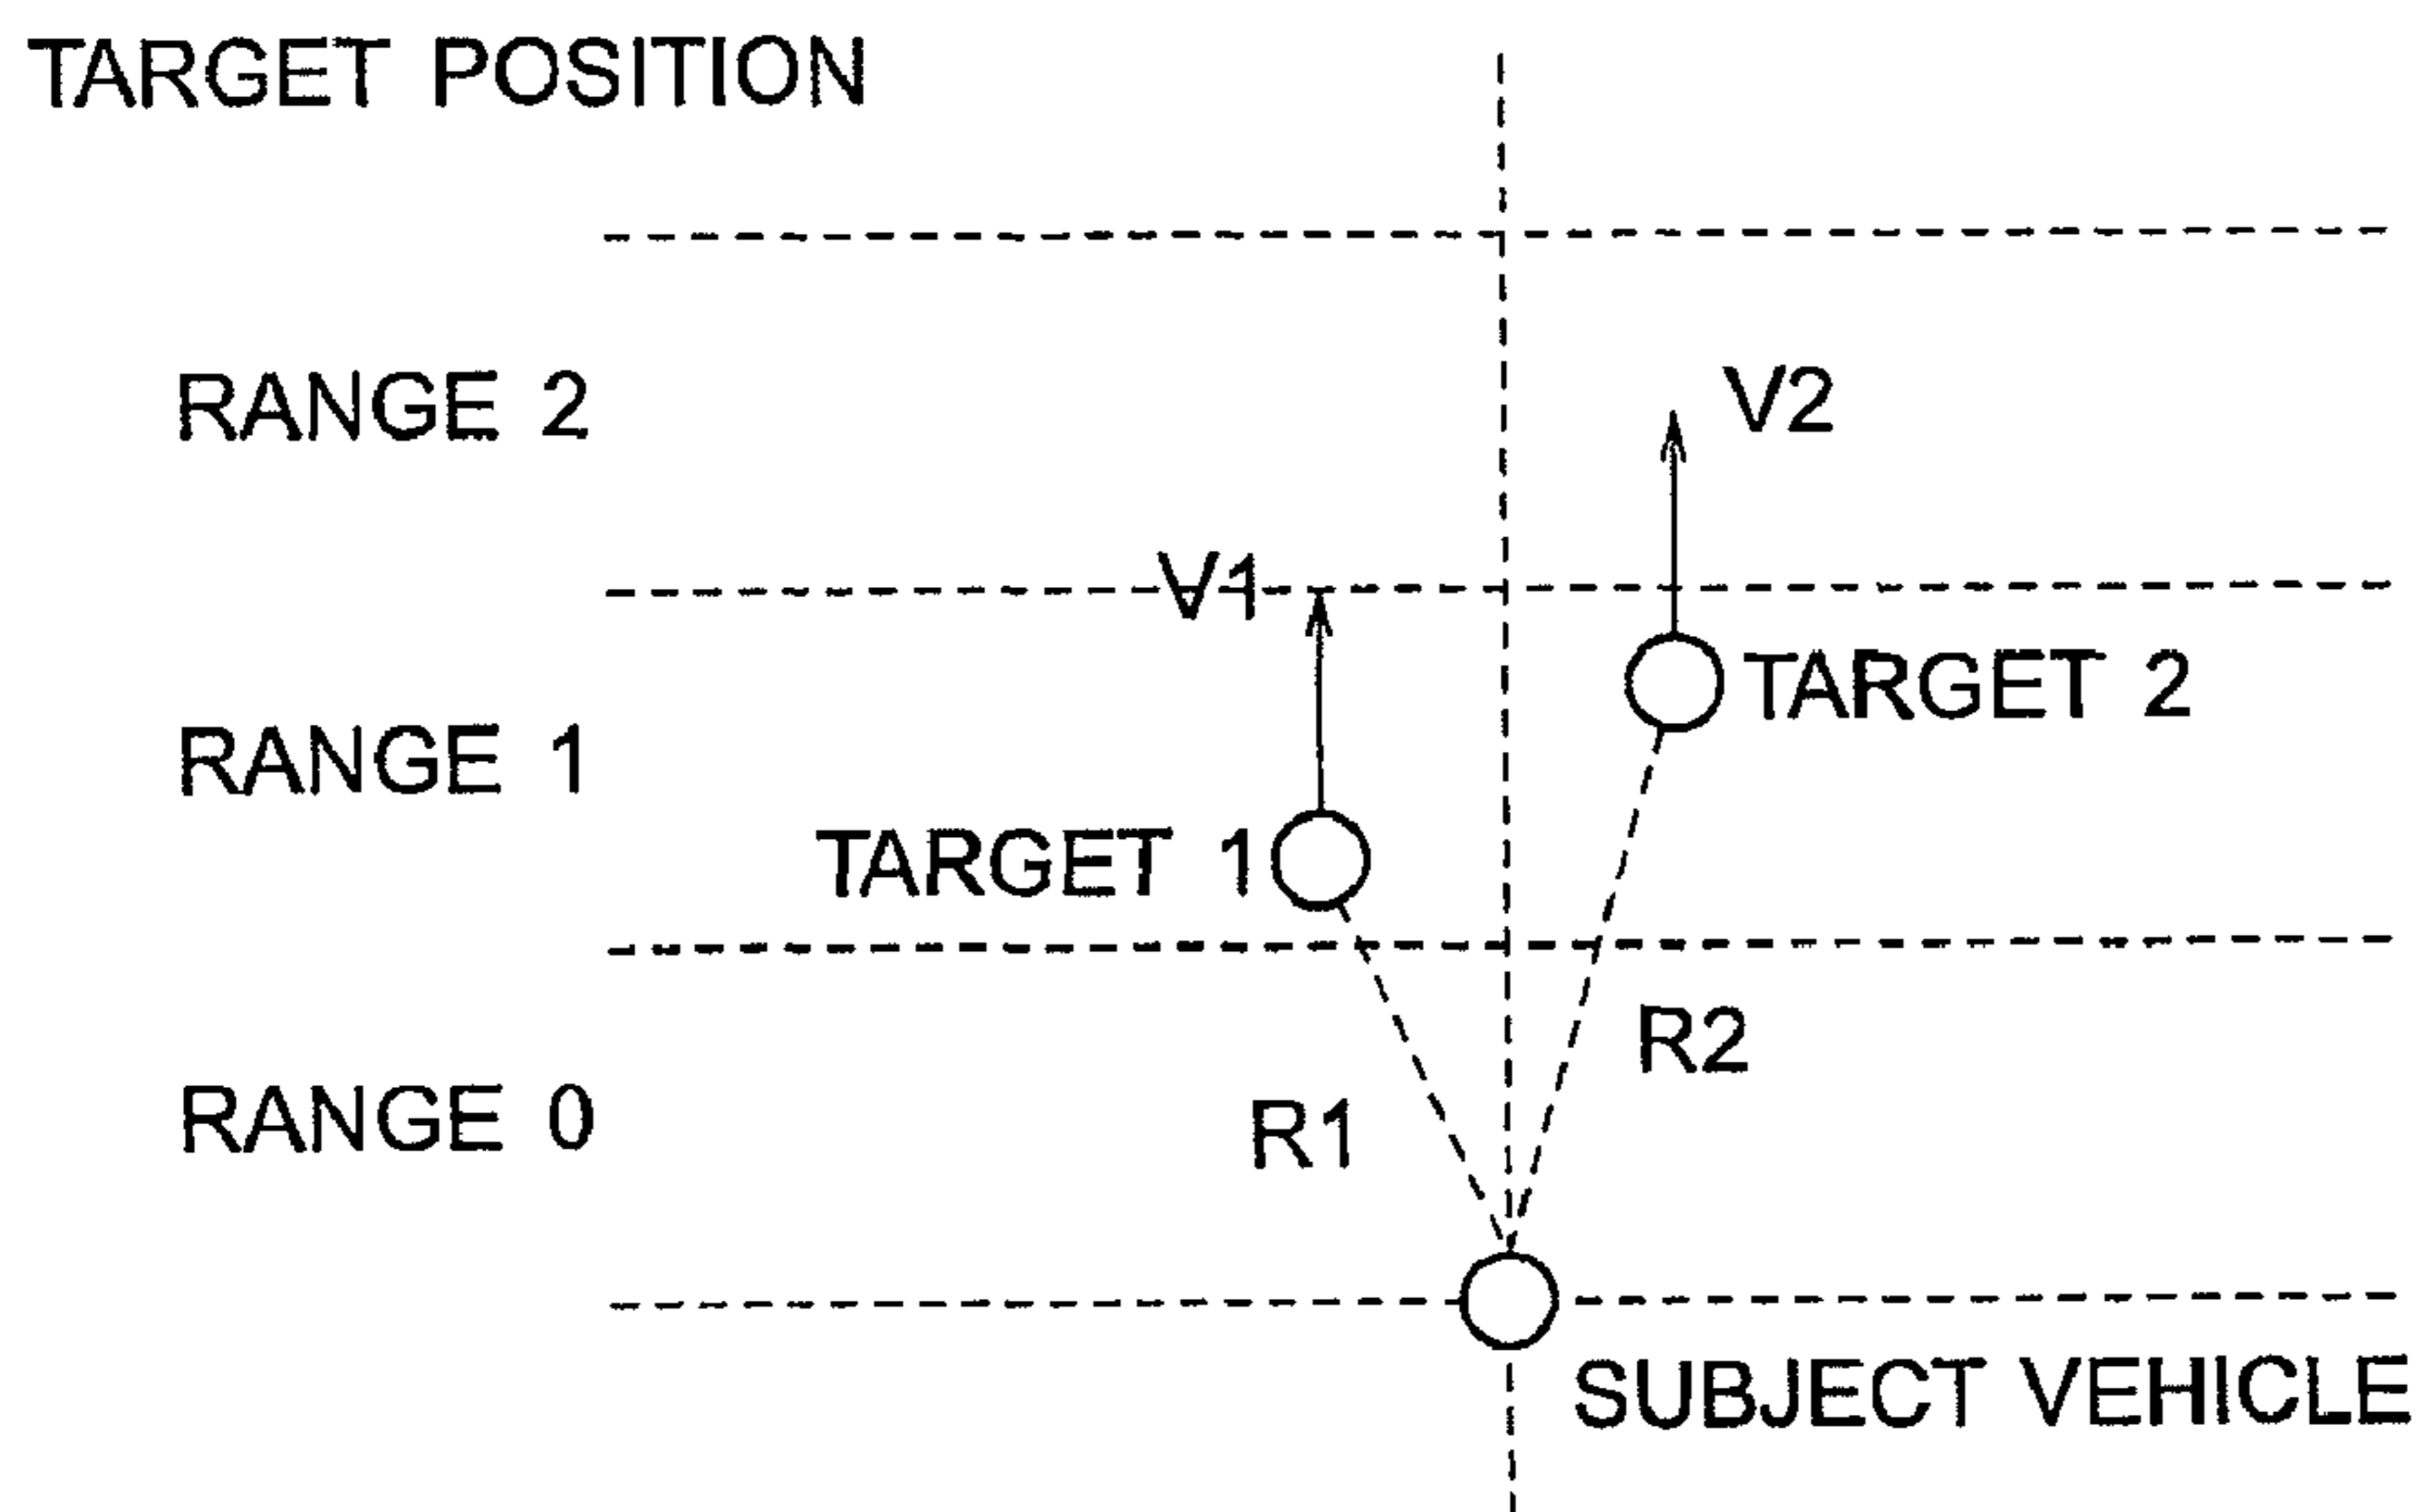 TARGET POSITION
RANGE 2
V2
V1
TARGET 2
RANGE 1
TARGET 1
R2
RANGE 0
R1
SUBJECT VEHICLE